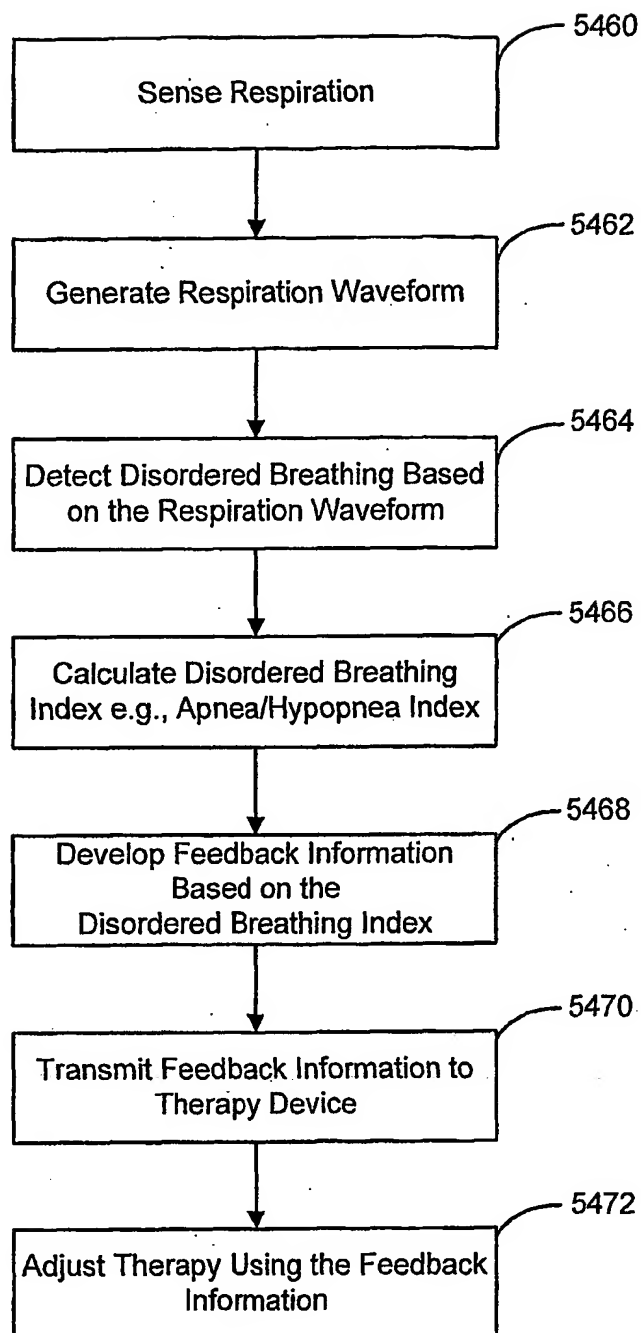 5460
Sense Respiration
5462
Generate Respiration Waveform
5464
Detect Disordered Breathing Based
on the Respiration Waveform
5466
Calculate Disordered Breathing
Index e.g., Apnea/Hypopnea Index
5468
Develop Feedback Information
Based on the
Disordered Breathing Index
5470
Transmit Feedback Information to
Therapy Device
5472
Adjust Therapy Using the Feedback
Information